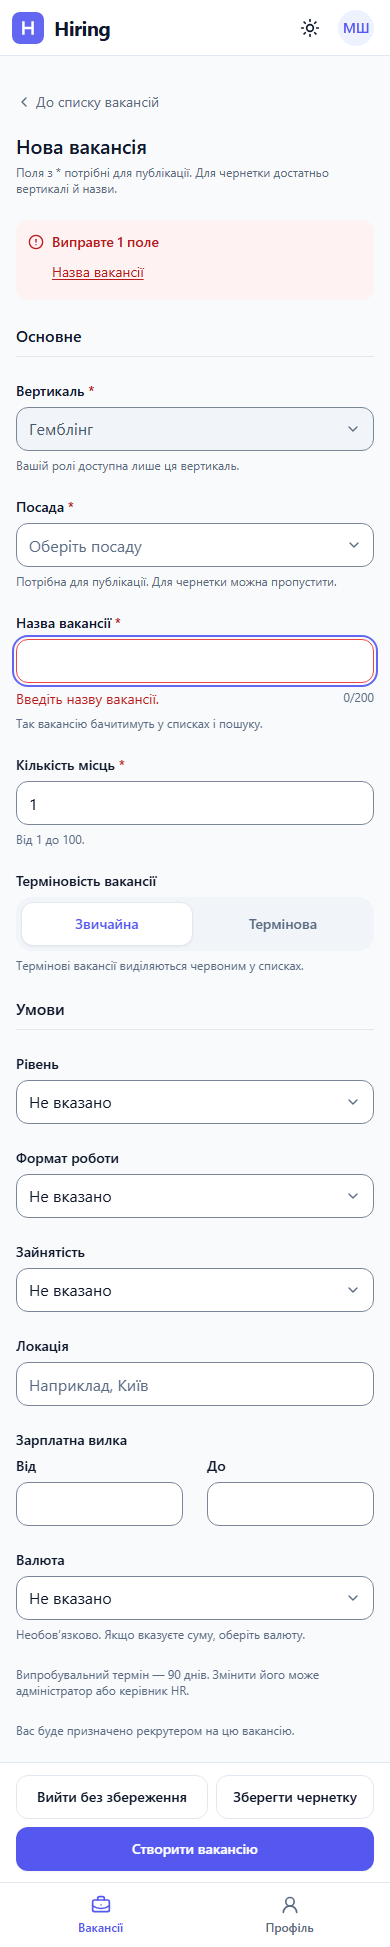 H Hiring МШ
До списку вакансій
Нова вакансія
Поля з * потрібні для публікації. Для чернетки достатньо
вертикалі й назви.
Виправте 1 поле
Назва вакансії
Основне
Вертикаль *
Гемблінг
Вашій ролі доступна лише ця вертикаль.
Посада *
Оберіть посаду
Потрібна для публікації. Для чернетки можна пропустити.
Назва вакансії *
Введіть назву вакансії. 0/200
Так вакансію бачитимуть у списках і пошуку.
Кількість місць *
1
Від 1 до 100.
Терміновість вакансії
Звичайна Термінова
Термінові вакансії виділяються червоним у списках.
Умови
Рівень
Не вказано
Формат роботи
Не вказано
Зайнятість
Не вказано
Локація
Наприклад, Київ
Зарплатна вилка
Від До
Валюта
Не вказано
Необов'язково. Якщо вказуєте суму, оберіть валюту.
Випробувальний термін — 90 днів. Змінити його може
адміністратор або керівник HR.
Вас буде призначено рекрутером на цю вакансію.
Вийти без збереження Зберегти чернетку
Створити вакансію
Вакансії Профіль